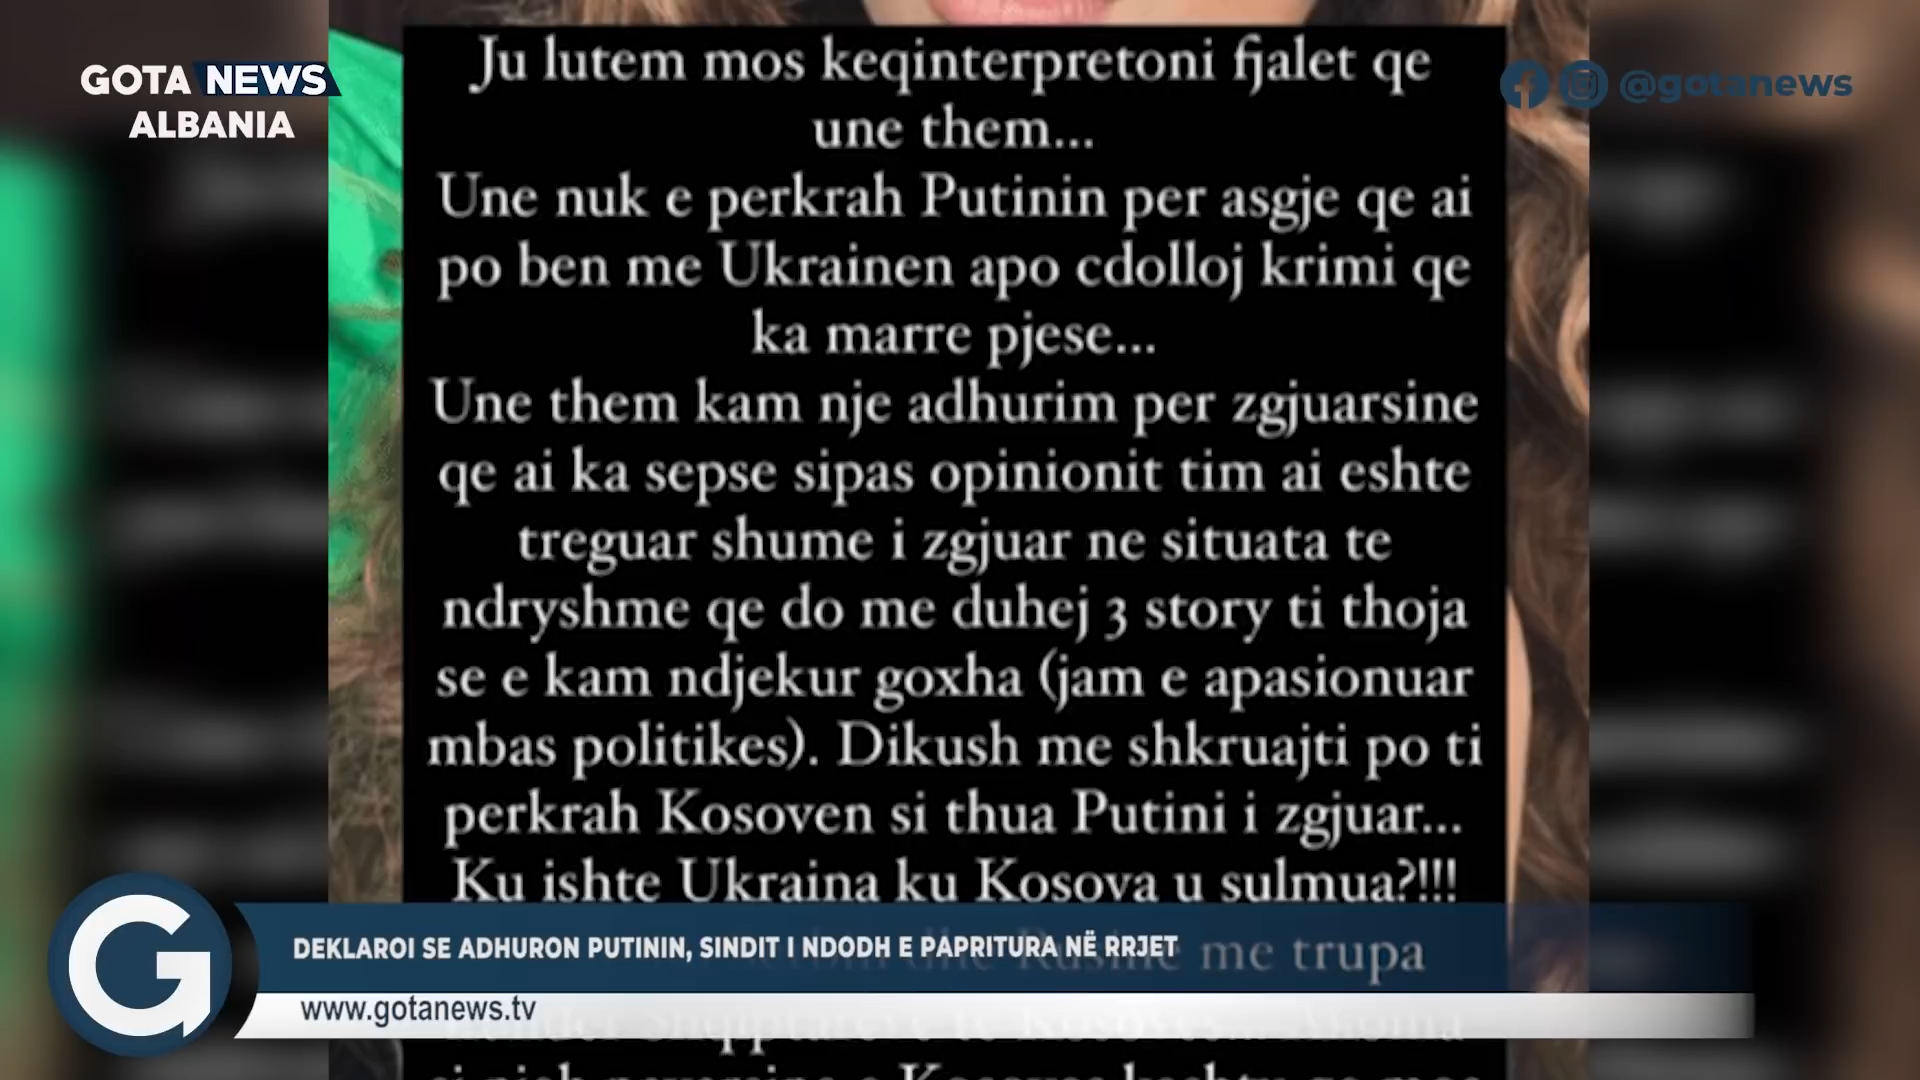 GOTA NEWS
ALBANIA
@gotanews
Ju lutem mos keqinterpretoni fjalet qe
une them...
Une nuk e perkrah Putinin per asgje qe ai
po ben me Ukrainen apo cdolloj krimi qe
ka marre pjese...
Une them kam nje adhurim per zgjuarsine
qe ai ka sepse sipas opinionit tim ai eshte
treguar shume i zgjuar ne situata te
ndryshme qe do me duhej 3 story ti thoja
se e kam ndjekur goxha (jam e apasionuar
mbas politikes). Dikush me shkruajti po ti
perkrah Kosoven si thua Putini i zgjuar...
Ku ishte Ukraina ku Kosova u sulmua?!!!
me trupa
DEKLAROI SE ADHURON PUTININ, SINDIT I NDODH E PAPRITURA NË RRJET
www.gotanews.tv